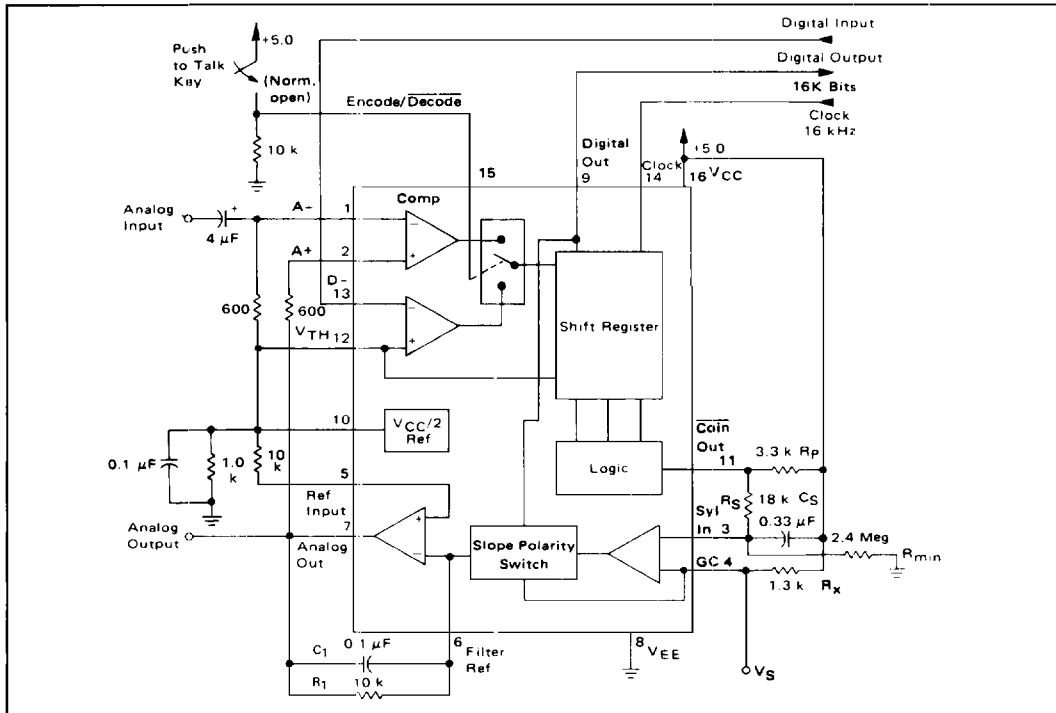 Digital Input
Push
to Talk
Key
+5.0
(Norm.
open)
Digital Output
16K Bits
Encode/Decode
Clock
16 kHz
10 k
Digital
Out
9
15
Clock
14
+5.0
16 VCC
Analog
Input
4 µF
+
A−
1
Comp
−
+
A+
2
D−
13
−
+
600
600
VTH 12
Shift Register
10
VCC/2
Ref
Coin
Out
11
3.3 k RP
0.1 µF
1.0
k
10
k
5
Ref
Input
Logic
RS
18 k
CS
Syl
In 3
0.33 µF
2.4 Meg
Rmin
Analog
Output
7
Analog
Out
+
−
Slope Polarity
Switch
GC 4
1.3 k
Rx
0.1 µF
6
Filter
Ref
8
VEE
C1
R1
10k
VS